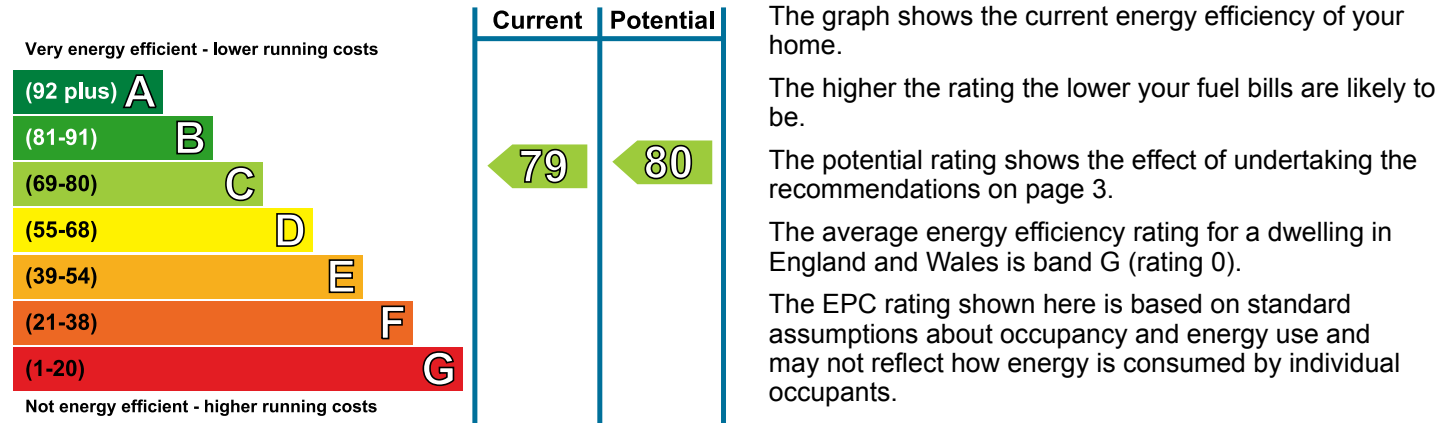 Current Potential
Very energy efficient - lower running costs
(92 plus) A
(81-91) B
(69-80) C
(55-68) D
(39-54) E
(21-38) F
(1-20) G
Not energy efficient - higher running costs
79 80
The graph shows the current energy efficiency of your
home.
The higher the rating the lower your fuel bills are likely to
be.
The potential rating shows the effect of undertaking the
recommendations on page 3.
The average energy efficiency rating for a dwelling in
England and Wales is band G (rating 0).
The EPC rating shown here is based on standard
assumptions about occupancy and energy use and
may not reflect how energy is consumed by individual
occupants.